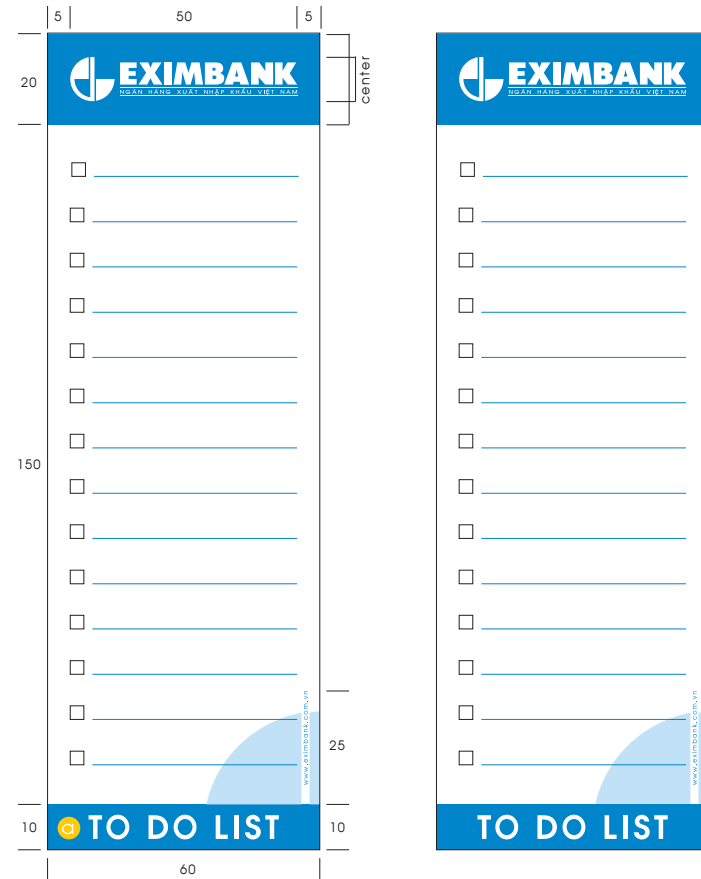 5 50 5
20
center
EXIMBANK
NGÂN HÀNG XUẤT NHẬP KHẨU VIỆT NAM
150
25
www.eximbank.com.vn
10
a TO DO LIST
10
60
EXIMBANK
NGÂN HÀNG XUẤT NHẬP KHẨU VIỆT NAM
www.eximbank.com.vn
TO DO LIST